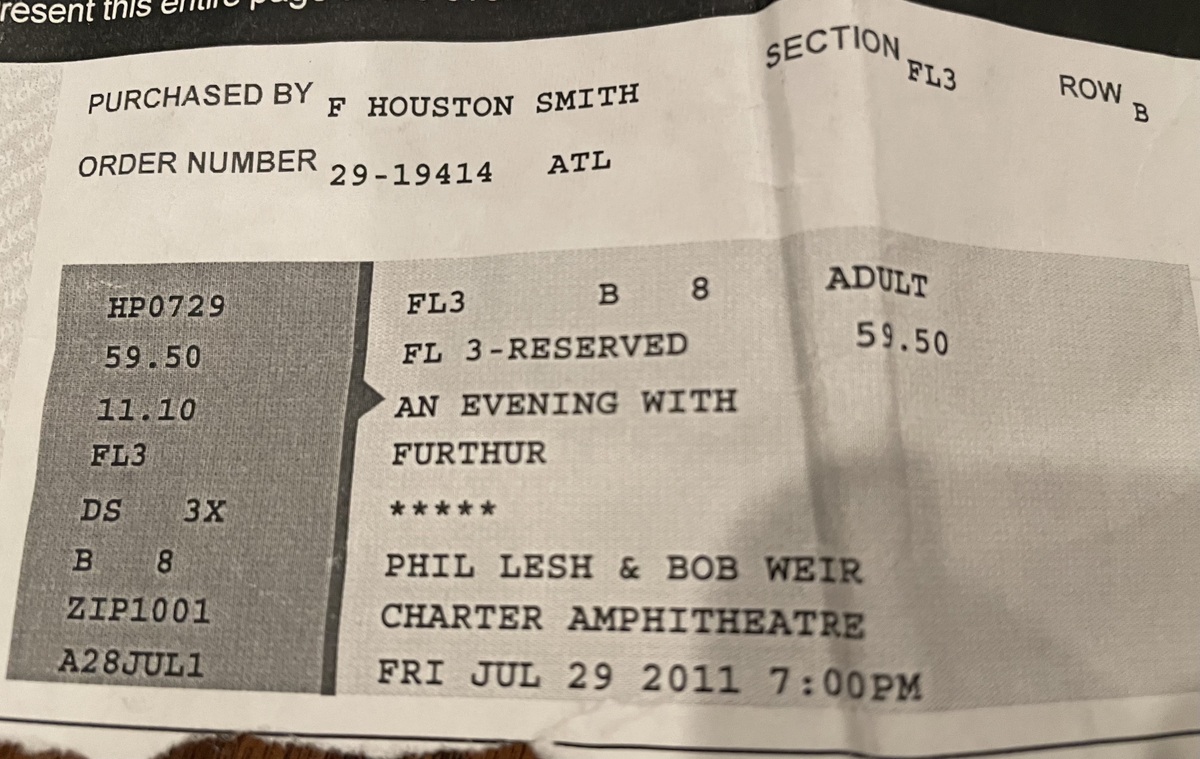 resent this entire
PURCHASED BY F HOUSTON SMITH
SECTION FL3 ROW B
ORDER NUMBER 29-19414 ATL
HP0729
59.50
11.10
FL3
DS 3X
B 8
ZIP1001
A28JUL1
FL3 B 8 ADULT
FL 3-RESERVED 59.50
AN EVENING WITH
FURTHUR
*****
PHIL LESH & BOB WEIR
CHARTER AMPHITHEATRE
FRI JUL 29 2011 7:00PM